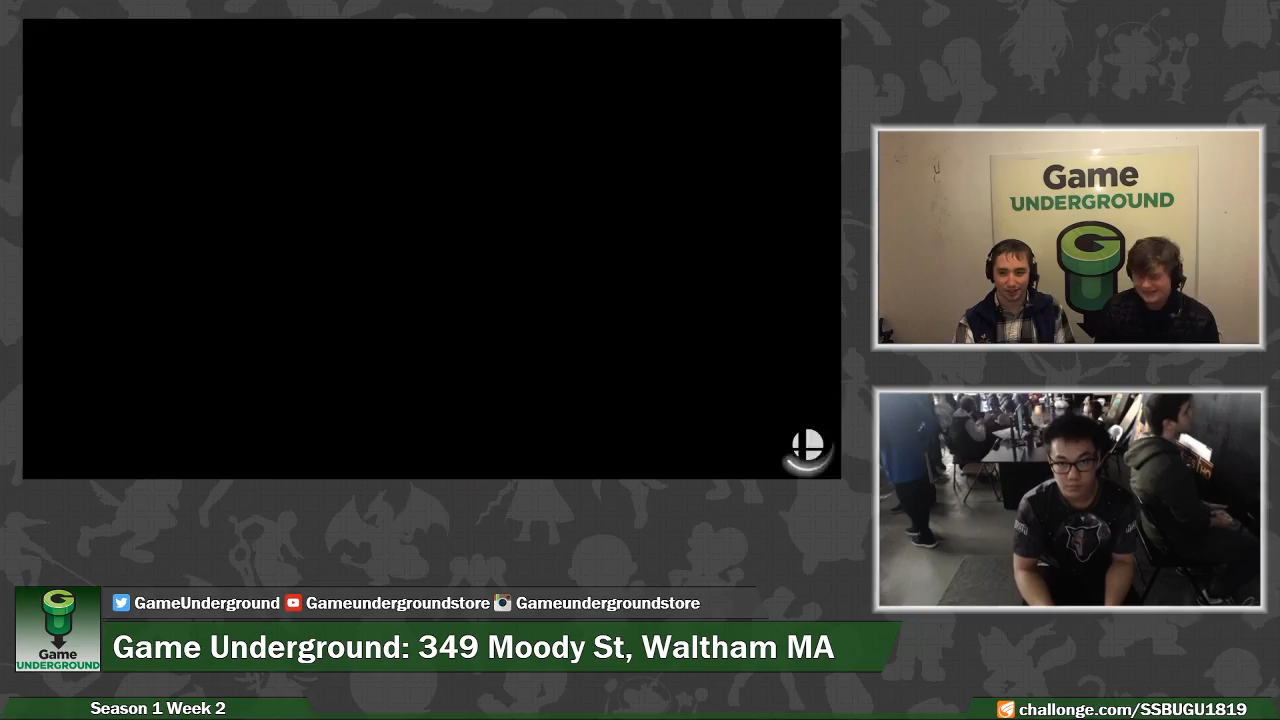 Game
UNDERGROUND
GameUnderground Gameundergroundstore Gameundergroundstore
Game
UNDERGROUND
Game Underground: 349 Moody St, Waltham MA
Season 1 Week 2
challonge.com/SSBUGU1819